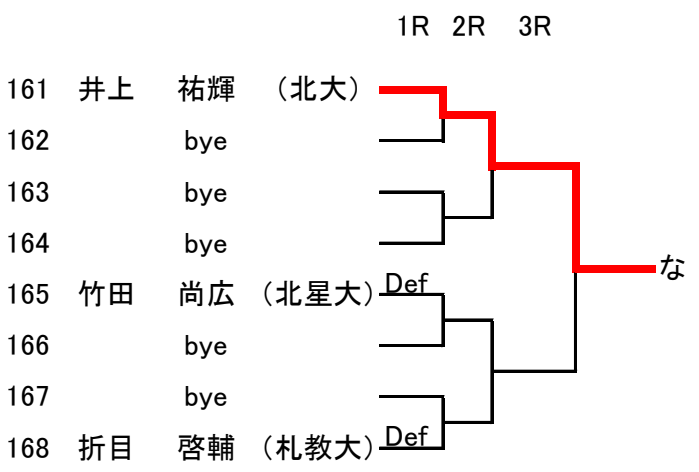 1R 2R 3R
161 井上 祐輝 （北大）
162 bye
163 bye
164 bye
な
165 竹田 尚広 （北星大） Def
166 bye
167 bye
168 折目 啓輔 （札教大） Def